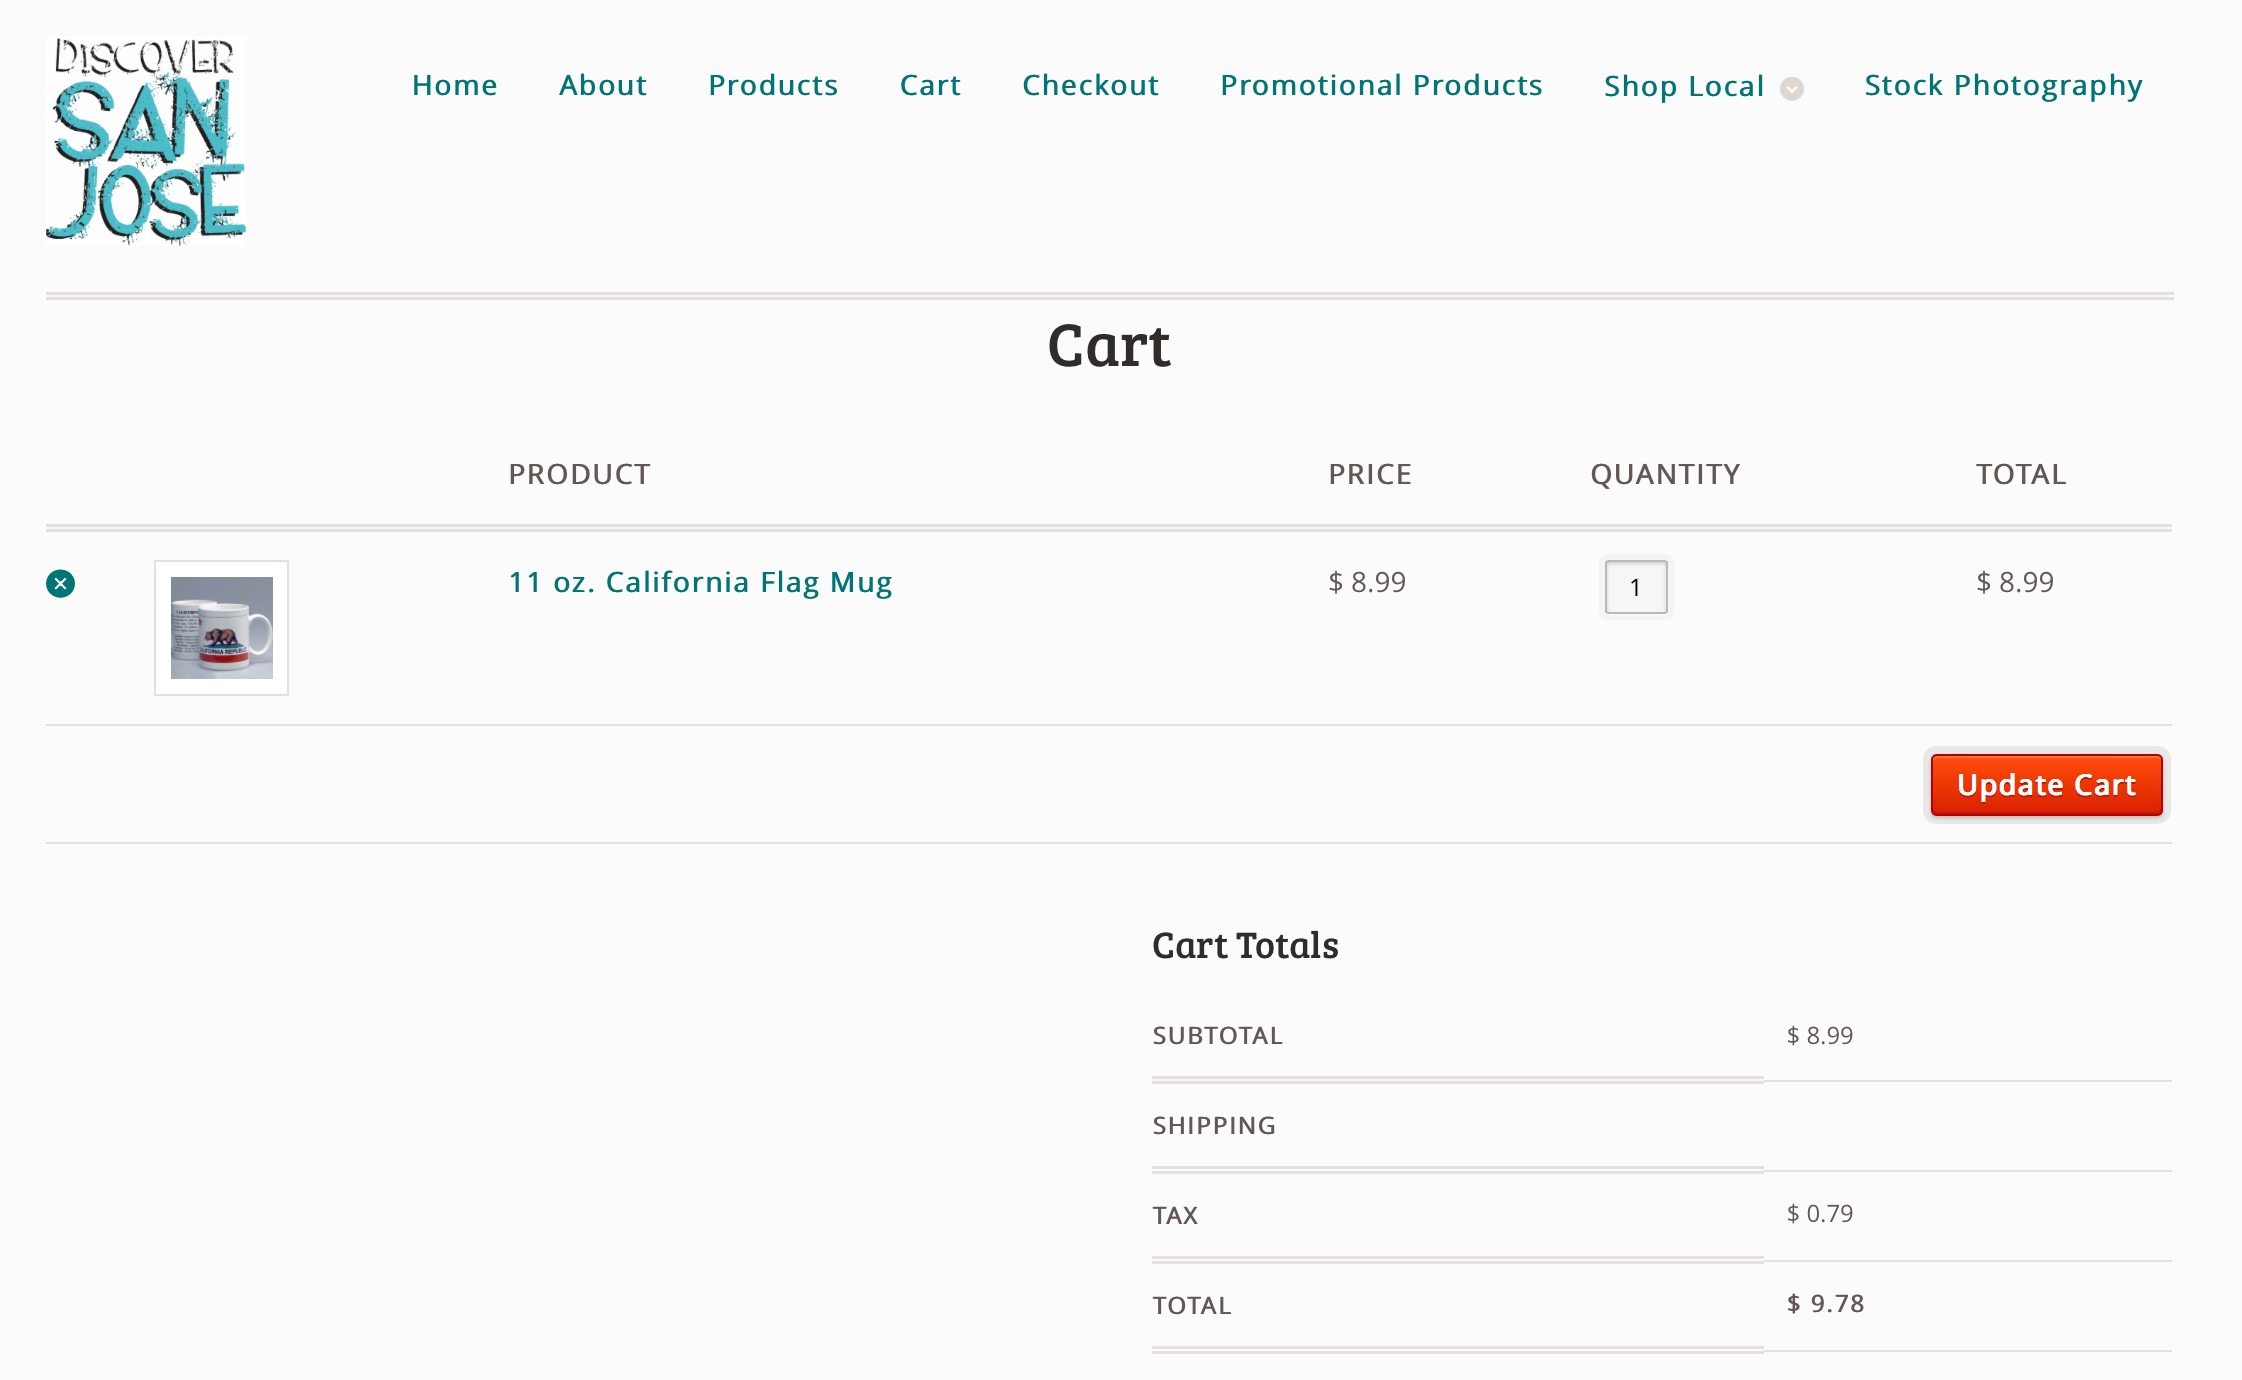 DISCOVER
SAN
JOSE
Home About Products Cart Checkout Promotional Products Shop Local Stock Photography
Cart
PRODUCT PRICE QUANTITY TOTAL
11 oz. California Flag Mug $ 8.99 1 $ 8.99
Update Cart
Cart Totals
SUBTOTAL $ 8.99
SHIPPING
TAX $ 0.79
TOTAL $ 9.78